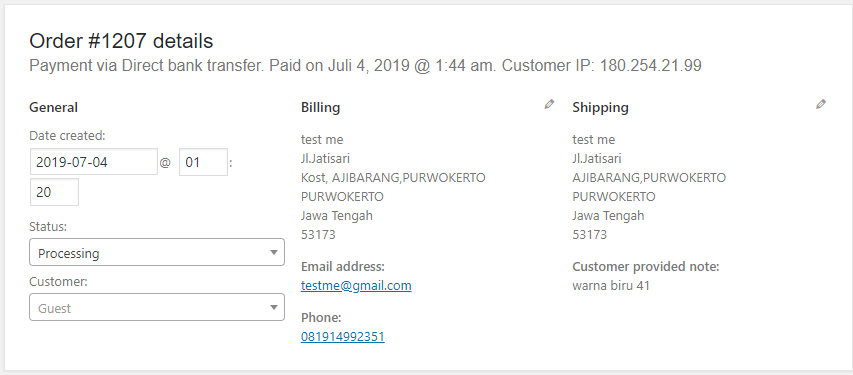 Order #1207 details
Payment via Direct bank transfer. Paid on Juli 4, 2019 @ 1:44 am. Customer IP: 180.254.21.99
General
Date created:
2019-07-04 @ 01 :
20
Status:
Processing
Customer:
Guest
Billing
test me
Jl.Jatisari
Kost, AJIBARANG,PURWOKERTO
PURWOKERTO
Jawa Tengah
53173
Email address:
testme@gmail.com
Phone:
081914992351
Shipping
test me
Jl.Jatisari
AJIBARANG,PURWOKERTO
PURWOKERTO
Jawa Tengah
53173
Customer provided note:
warna biru 41